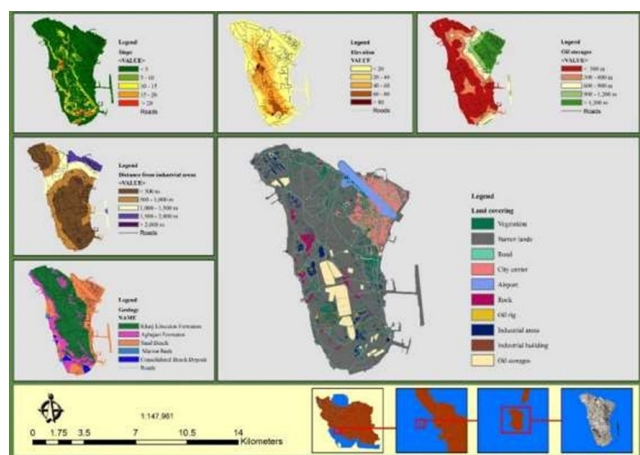 Legend
Slope
<VALUE>
< 5
5 - 10
10 - 15
15 - 20
> 20
Roads
Legend
Elevation
VALUE
< 20
20 - 40
40 - 60
60 - 80
> 80
Roads
Legend
Oil storages
<VALUE>
< 300 m
300 - 600 m
600 - 900 m
900 - 1,200 m
> 1,200 m
Roads
Legend
Distance from industrial areas
<VALUE>
< 500 m
500 - 1,000 m
1,000 - 1,500 m
1,500 - 2,000 m
> 2,000 m
Roads
Legend
Geology
NAME
Kharj Limestone Formation
Aghajari Formation
Sand Beach
Marine Beds
Consolidated Beach Deposit
Roads
Legend
Land covering
Vegetation
Barren lands
Road
City center
Airport
Rock
Oil rig
Industrial areas
Industrial building
Oil storages
1:147,961
0 1.75 3.5 7 10.5 14
Kilometers